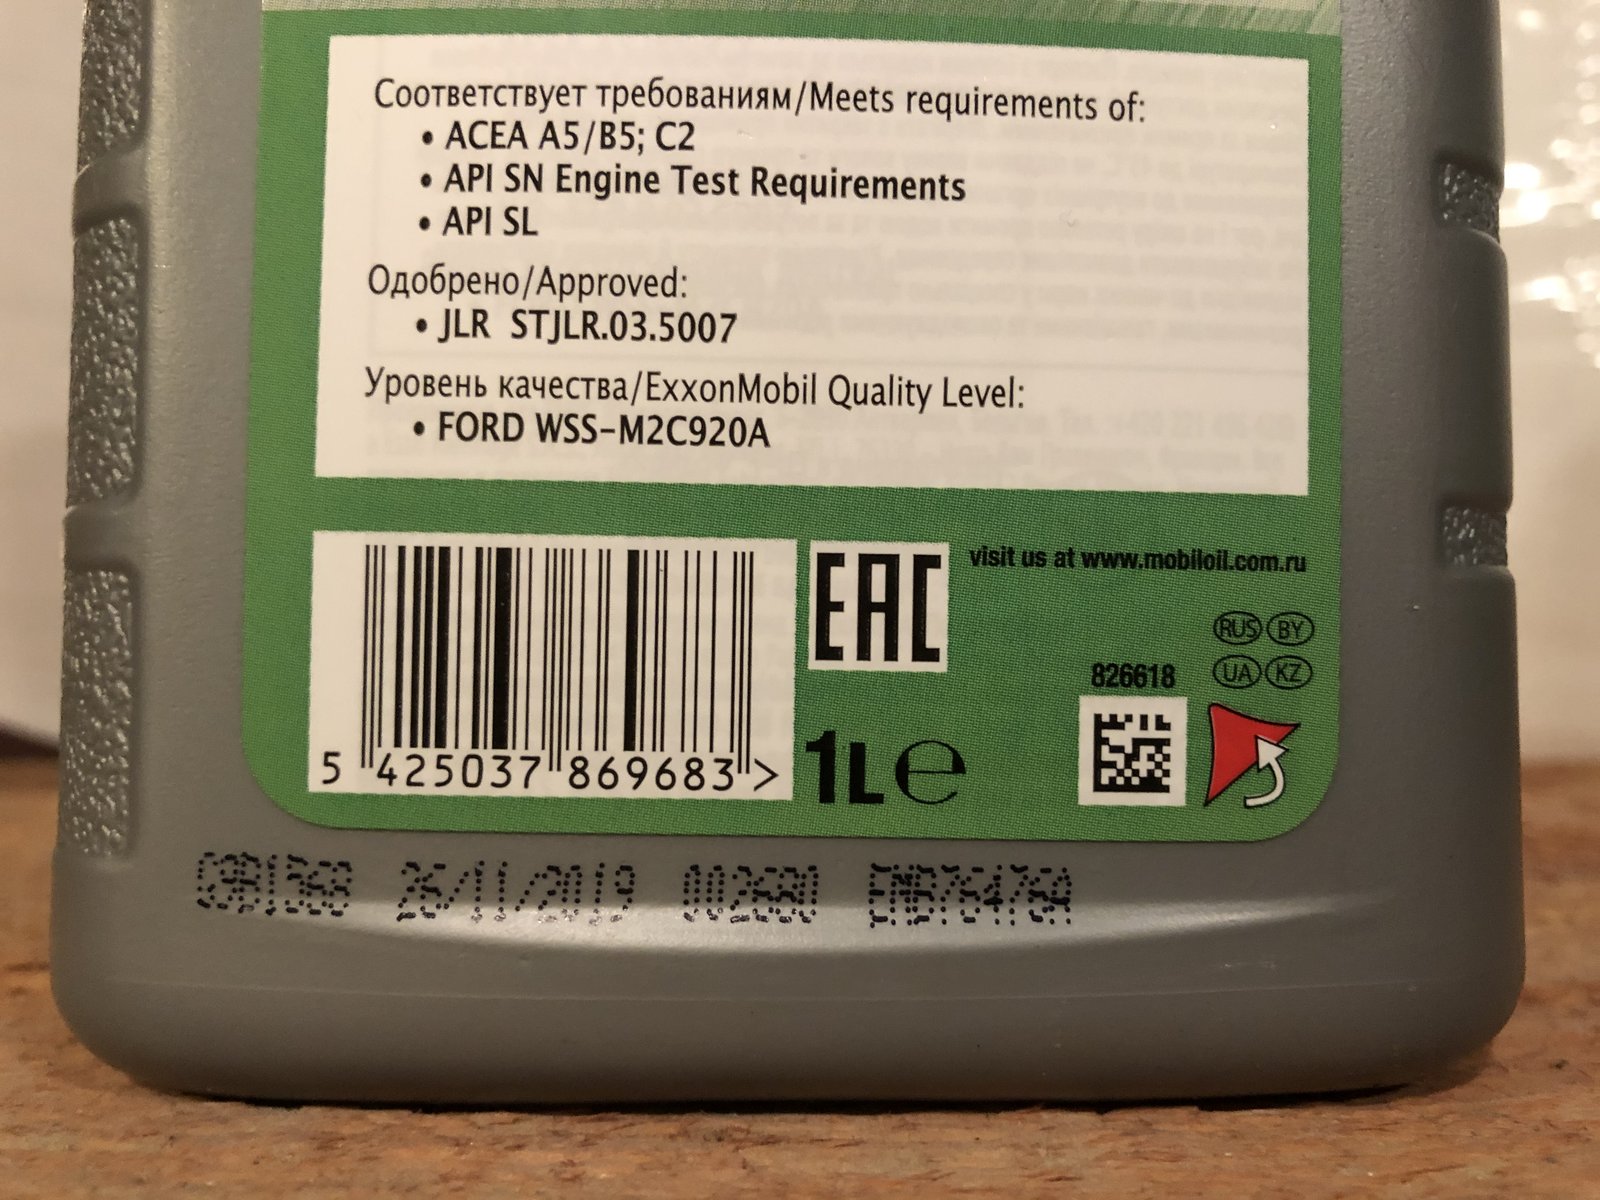 Соответствует требованиям/Meets requirements of:
• ACEA A5/B5; C2
• API SN Engine Test Requirements
• API SL
Одобрено/Approved:
• JLR STJLR.03.5007
Уровень качества/ExxonMobil Quality Level:
• FORD WSS-M2C920A
EAC
visit us at www.mobiloil.com.ru
RUS BY
UA KZ
826618
5 425037 869683 >
1L e
26/11/2019 002680